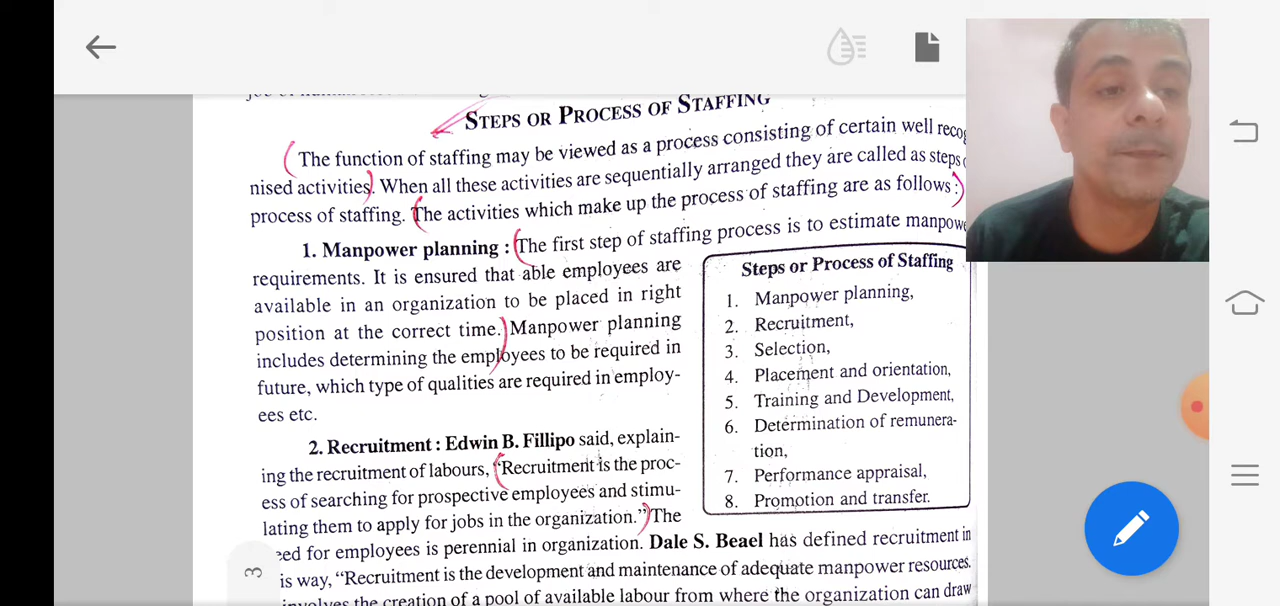 STEPS OR PROCESS OF STAFFING
The function of staffing may be viewed as a process consisting of certain well recog
nised activities. When all these activities are sequentially arranged they are called as steps
process of staffing. The activities which make up the process of staffing are as follows :
1. Manpower planning : The first step of staffing process is to estimate manpowe
requirements. It is ensured that able employees are
available in an organization to be placed in right
position at the correct time. Manpower planning
includes determining the employees to be required in
future, which type of qualities are required in employ-
ees etc.
2. Recruitment : Edwin B. Fillipo said, explain-
ing the recruitment of labours, “Recruitment is the proc-
ess of searching for prospective employees and stimu-
lating them to apply for jobs in the organization.” The
for employees is perennial in organization. Dale S. Beael has defined recruitment in
is way, “Recruitment is the development and maintenance of adequate manpower resources.
involves the creation of a pool of available labour from where the organization can draw
Steps or Process of Staffing
1. Manpower planning,
2. Recruitment,
3. Selection,
4. Placement and orientation,
5. Training and Development,
6. Determination of remunera-
tion,
7. Performance appraisal,
8. Promotion and transfer.
3